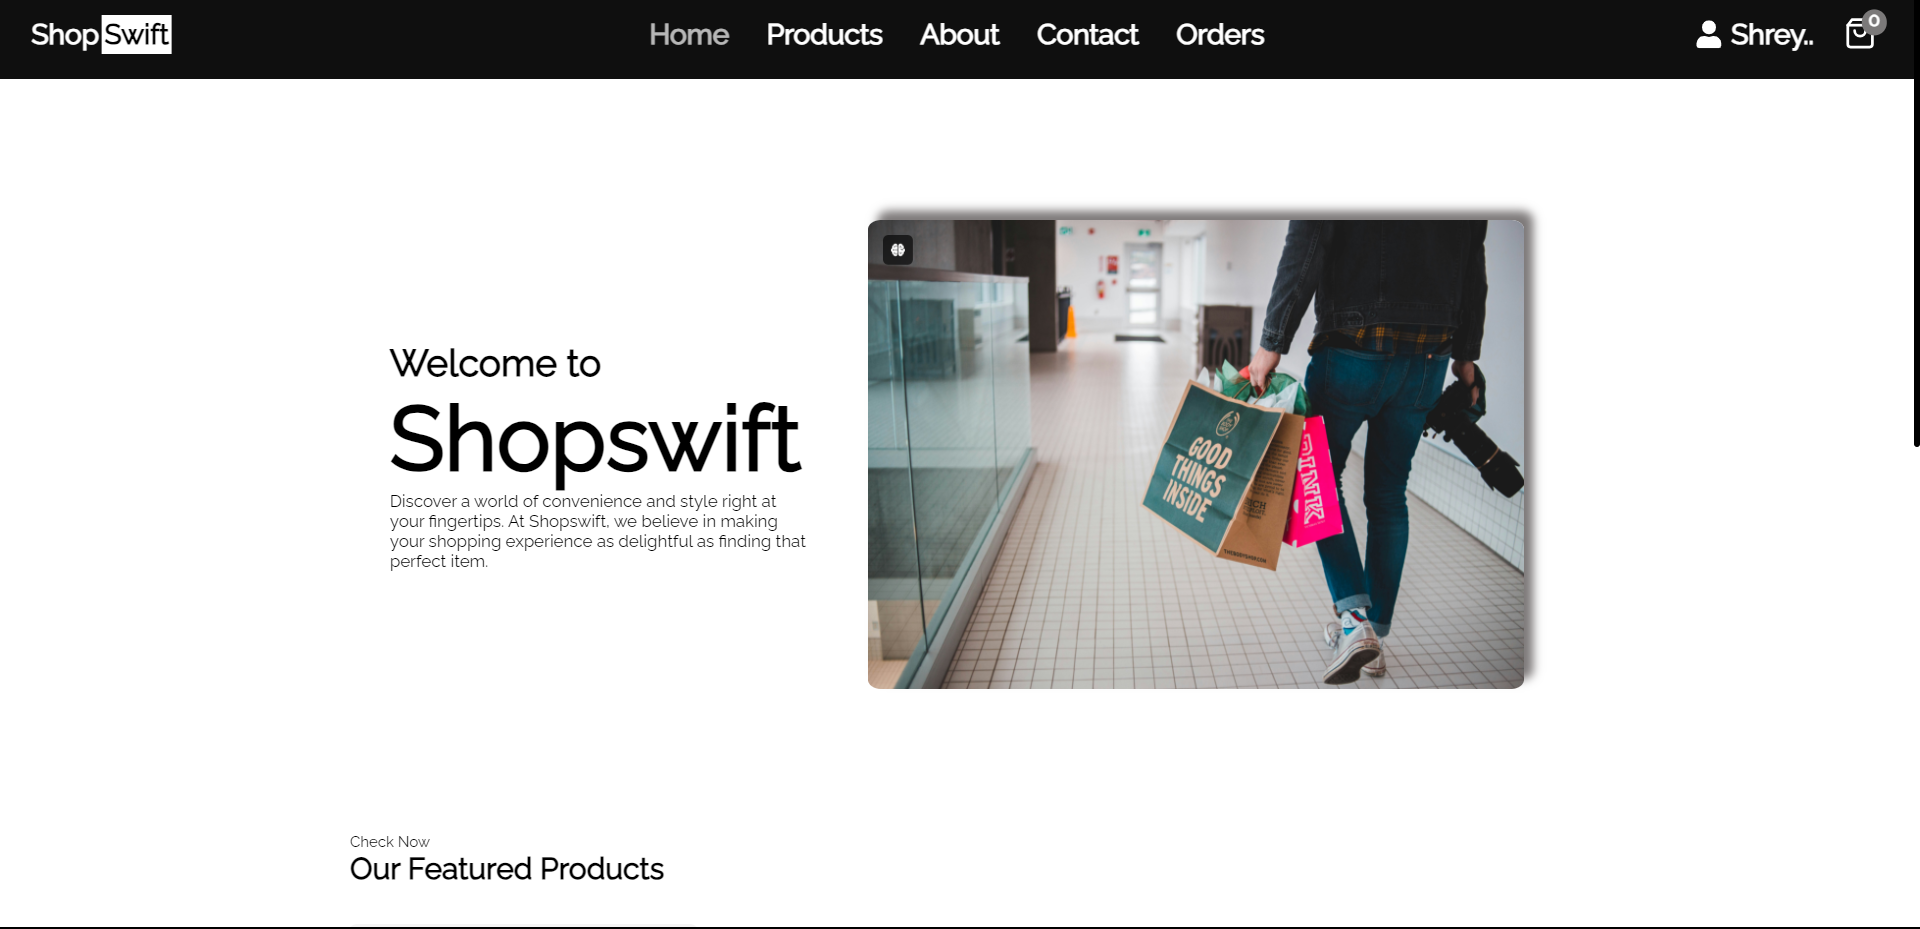 ShopSwift
Home Products About Contact Orders
Shrey..
0
Welcome to
Shopswift
Discover a world of convenience and style right at
your fingertips. At Shopswift, we believe in making
your shopping experience as delightful as finding that
perfect item.
GOOD
THINGS
INSIDE
PINK
Check Now
Our Featured Products